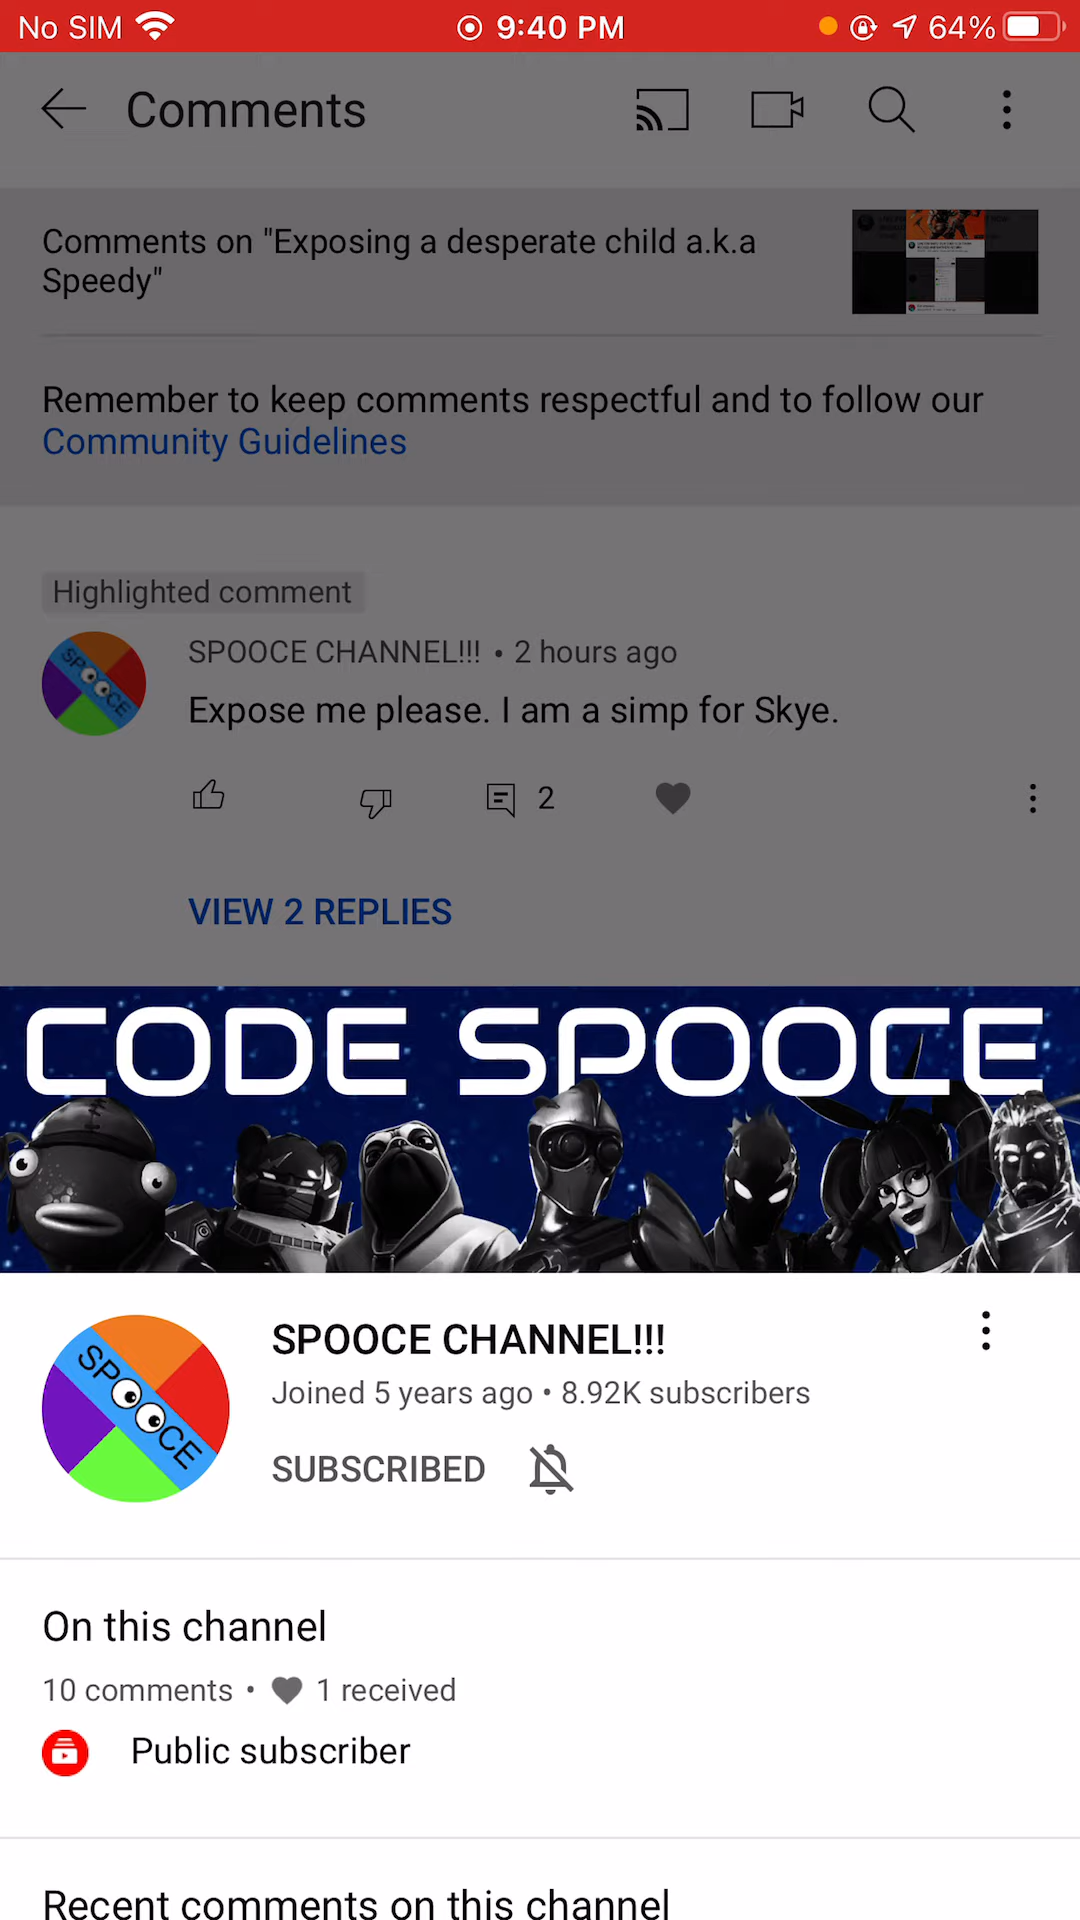 No SIM 9:40 PM 64%
Comments
Comments on "Exposing a desperate child a.k.a
Speedy"
Remember to keep comments respectful and to follow our
Community Guidelines
Highlighted comment
SPOOCE CHANNEL!!! • 2 hours ago
SPOOCE
Expose me please. I am a simp for Skye.
2
VIEW 2 REPLIES
CODE SPOOCE
SPOOCE
SPOOCE CHANNEL!!!
Joined 5 years ago • 8.92K subscribers
SUBSCRIBED
On this channel
10 comments • 1 received
Public subscriber
Recent comments on this channel